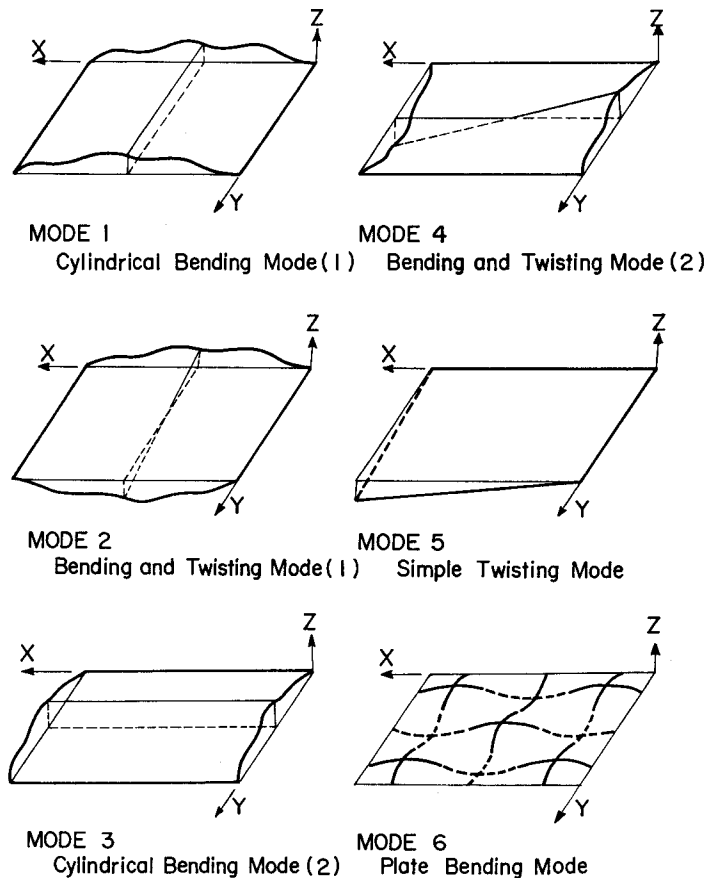 Z
X
Y
MODE 1
Cylindrical Bending Mode (1)
Z
X
Y
MODE 4
Bending and Twisting Mode (2)
Z
X
Y
MODE 2
Bending and Twisting Mode (1)
Z
X
Y
MODE 5
Simple Twisting Mode
Z
X
Y
MODE 3
Cylindrical Bending Mode (2)
Z
X
Y
MODE 6
Plate Bending Mode